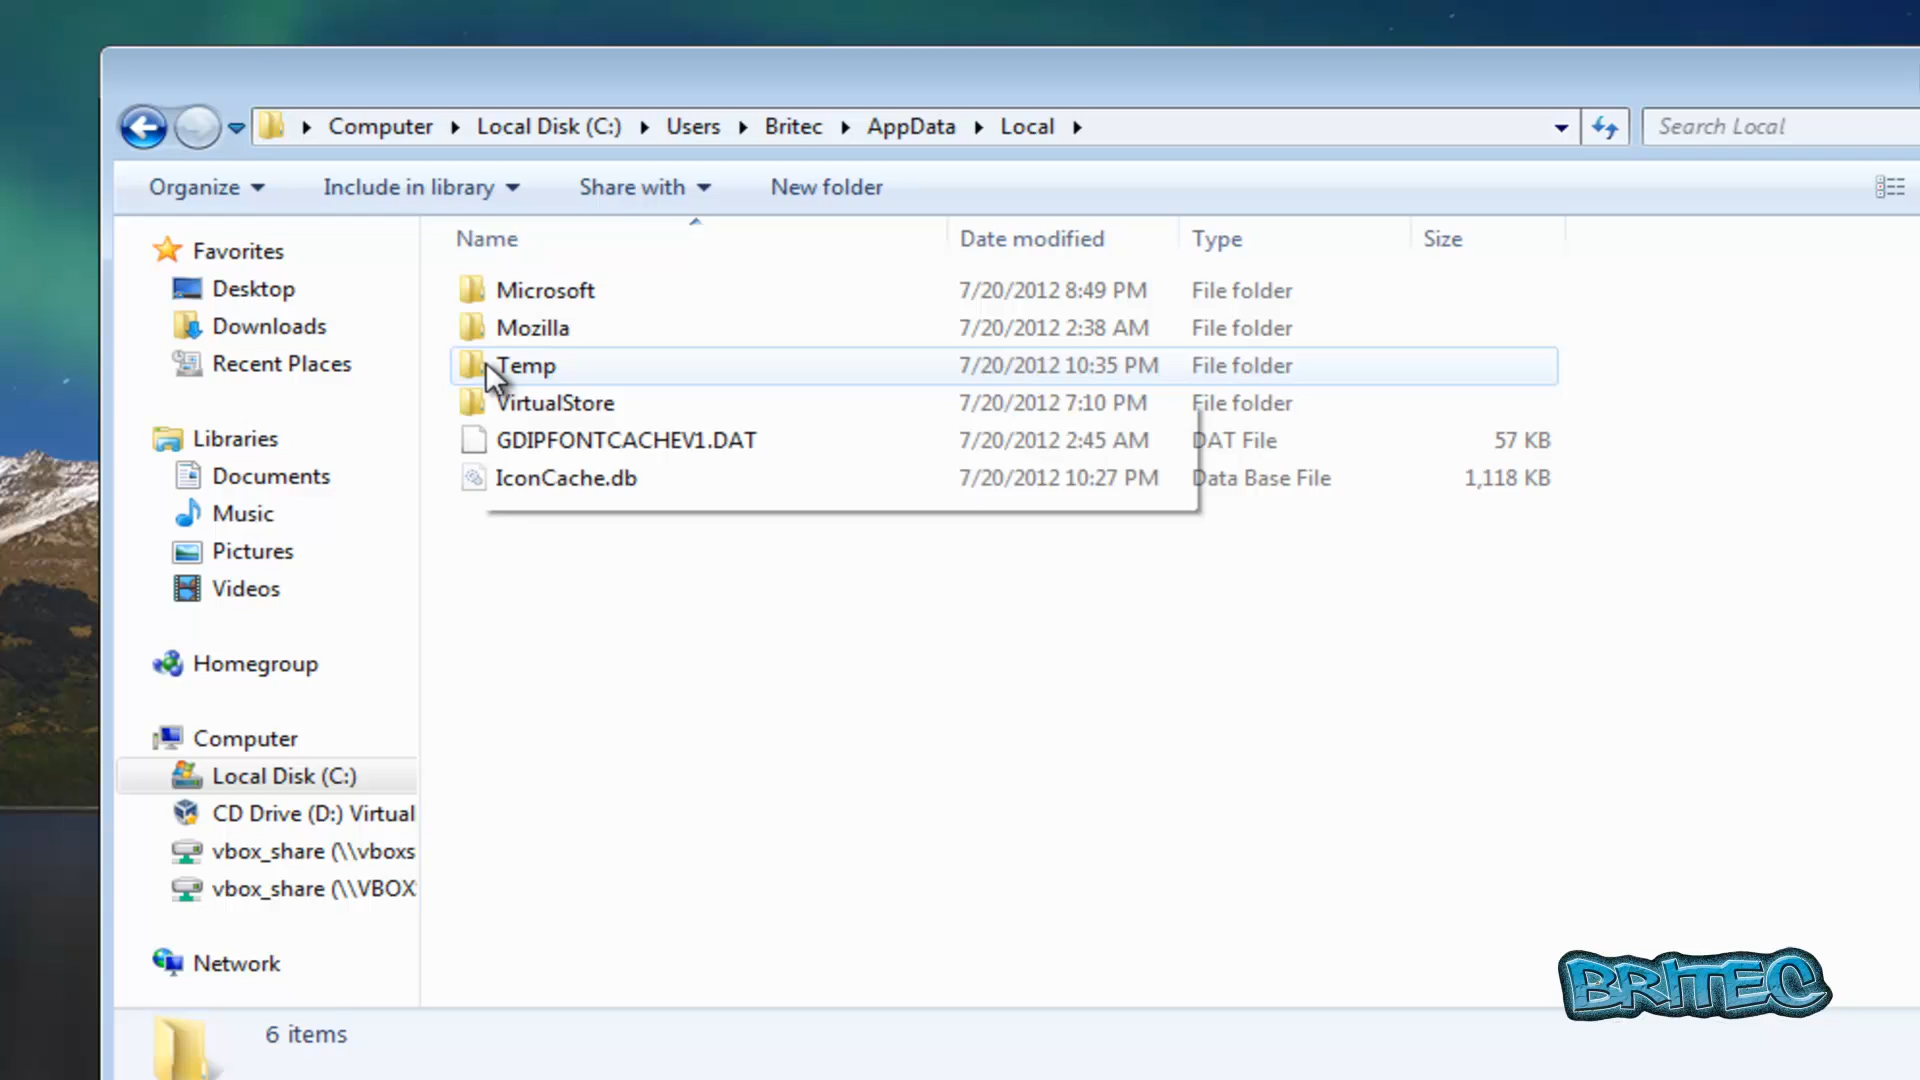 Computer Local Disk (C:) Users Britec AppData Local
Search Local
Organize Include in library Share with New folder
Name Date modified Type Size
Favorites
Desktop
Downloads
Recent Places
Libraries
Documents
Music
Pictures
Videos
Homegroup
Computer
Local Disk (C:)
CD Drive (D:) Virtual
vbox_share (\\vboxs
vbox_share (\\VBOX
Network
Microsoft 7/20/2012 8:49 PM File folder
Mozilla 7/20/2012 2:38 AM File folder
Temp 7/20/2012 10:35 PM File folder
VirtualStore 7/20/2012 7:10 PM File folder
GDIPFONTCACHEV1.DAT 7/20/2012 2:45 AM DAT File 57 KB
IconCache.db 7/20/2012 10:27 PM Data Base File 1,118 KB
6 items
BRITEC